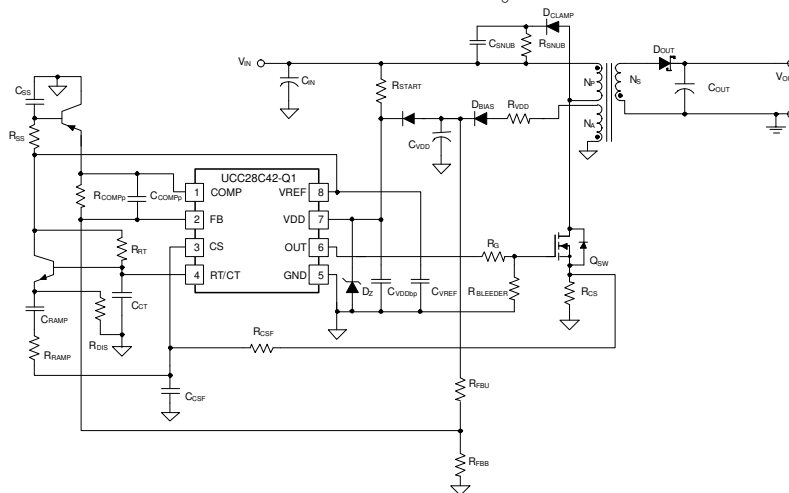 DCLAMP
CSNUB
RSNUB
VIN
CIN
RSTART
NP
NS
DOUT
COUT
VO
CSS
RSS
DBIAS
RVDD
NA
CVDD
UCC28C42-Q1
RCOMPp
CCOMPp
1 COMP VREF 8
2 FB VDD 7
3 CS OUT 6
4 RT/CT GND 5
RRT
CCT
RG
QSW
DZ
CVDDbp
CVREF
RBLEEDER
RCS
CRAMP
RDIS
RRAMP
RCSF
CCSF
RFBU
RFBB